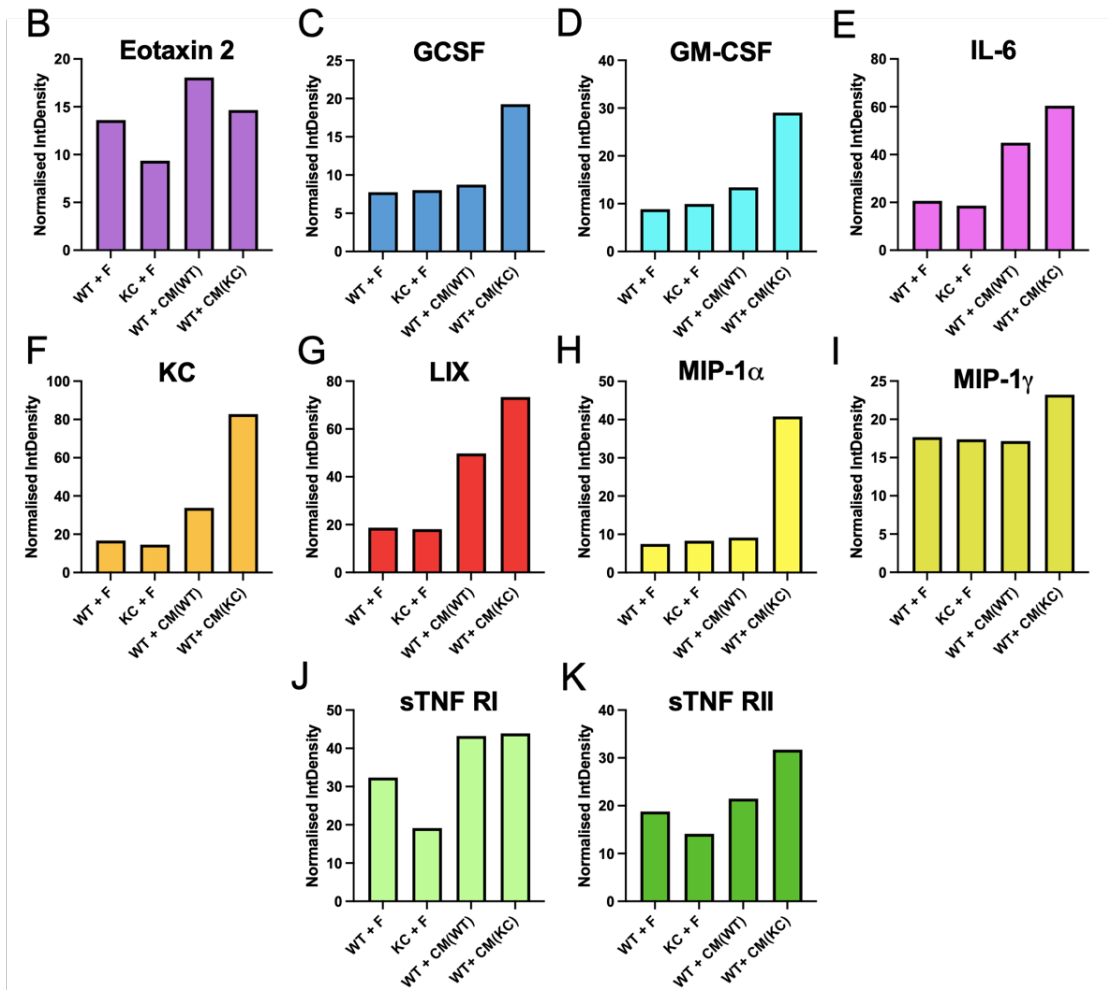 B
Eotaxin 2
Normalised IntDensity
20
15
10
5
0
WT + F
KC + F
WT + CM(WT)
WT+ CM(KC)
C
GCSF
Normalised IntDensity
25
20
15
10
5
0
WT + F
KC + F
WT + CM(WT)
WT+ CM(KC)
D
GM-CSF
Normalised IntDensity
40
30
20
10
0
WT + F
KC + F
WT + CM(WT)
WT+ CM(KC)
E
IL-6
Normalised IntDensity
80
60
40
20
0
WT + F
KC + F
WT + CM(WT)
WT+ CM(KC)
F
KC
Normalised IntDensity
100
80
60
40
20
0
WT + F
KC + F
WT + CM(WT)
WT+ CM(KC)
G
LIX
Normalised IntDensity
80
60
40
20
0
WT + F
KC + F
WT + CM(WT)
WT+ CM(KC)
H
MIP-1α
Normalised IntDensity
50
40
30
20
10
0
WT + F
KC + F
WT + CM(WT)
WT+ CM(KC)
I
MIP-1γ
Normalised IntDensity
25
20
15
10
5
0
WT + F
KC + F
WT + CM(WT)
WT+ CM(KC)
J
sTNF RI
Normalised IntDensity
50
40
30
20
10
0
WT + F
KC + F
WT + CM(WT)
WT+ CM(KC)
K
sTNF RII
Normalised IntDensity
40
30
20
10
0
WT + F
KC + F
WT + CM(WT)
WT+ CM(KC)